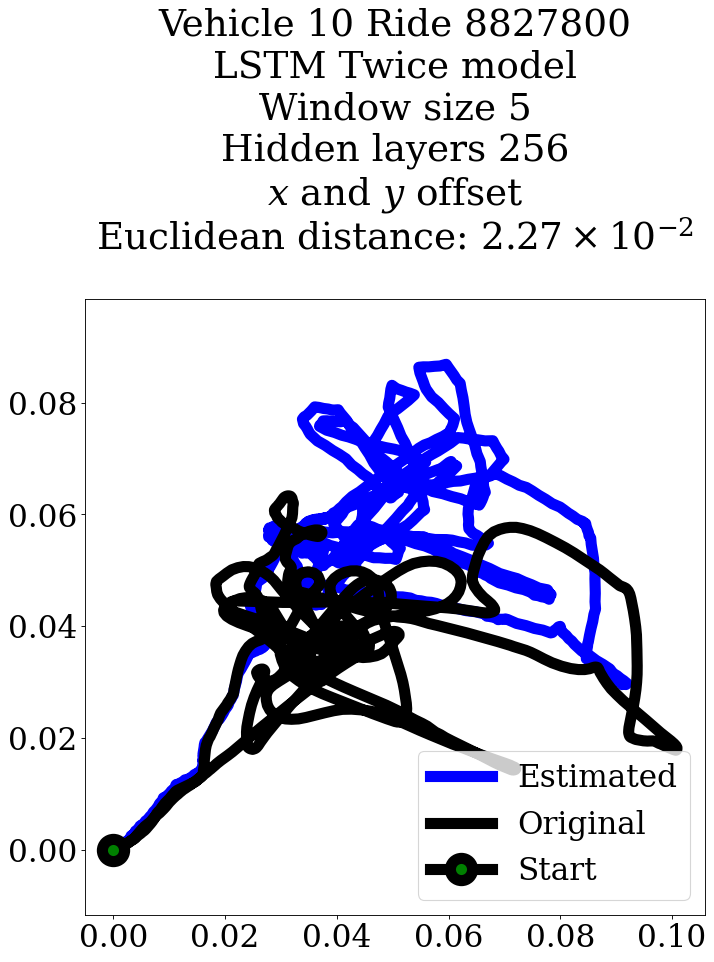 Vehicle 10 Ride 8827800
LSTM Twice model
Window size 5
Hidden layers 256
x and y offset
Euclidean distance: 2.27 × 10⁻²
0.08
0.06
0.04
0.02
0.00
Estimated
Original
Start
0.00 0.02 0.04 0.06 0.08 0.10